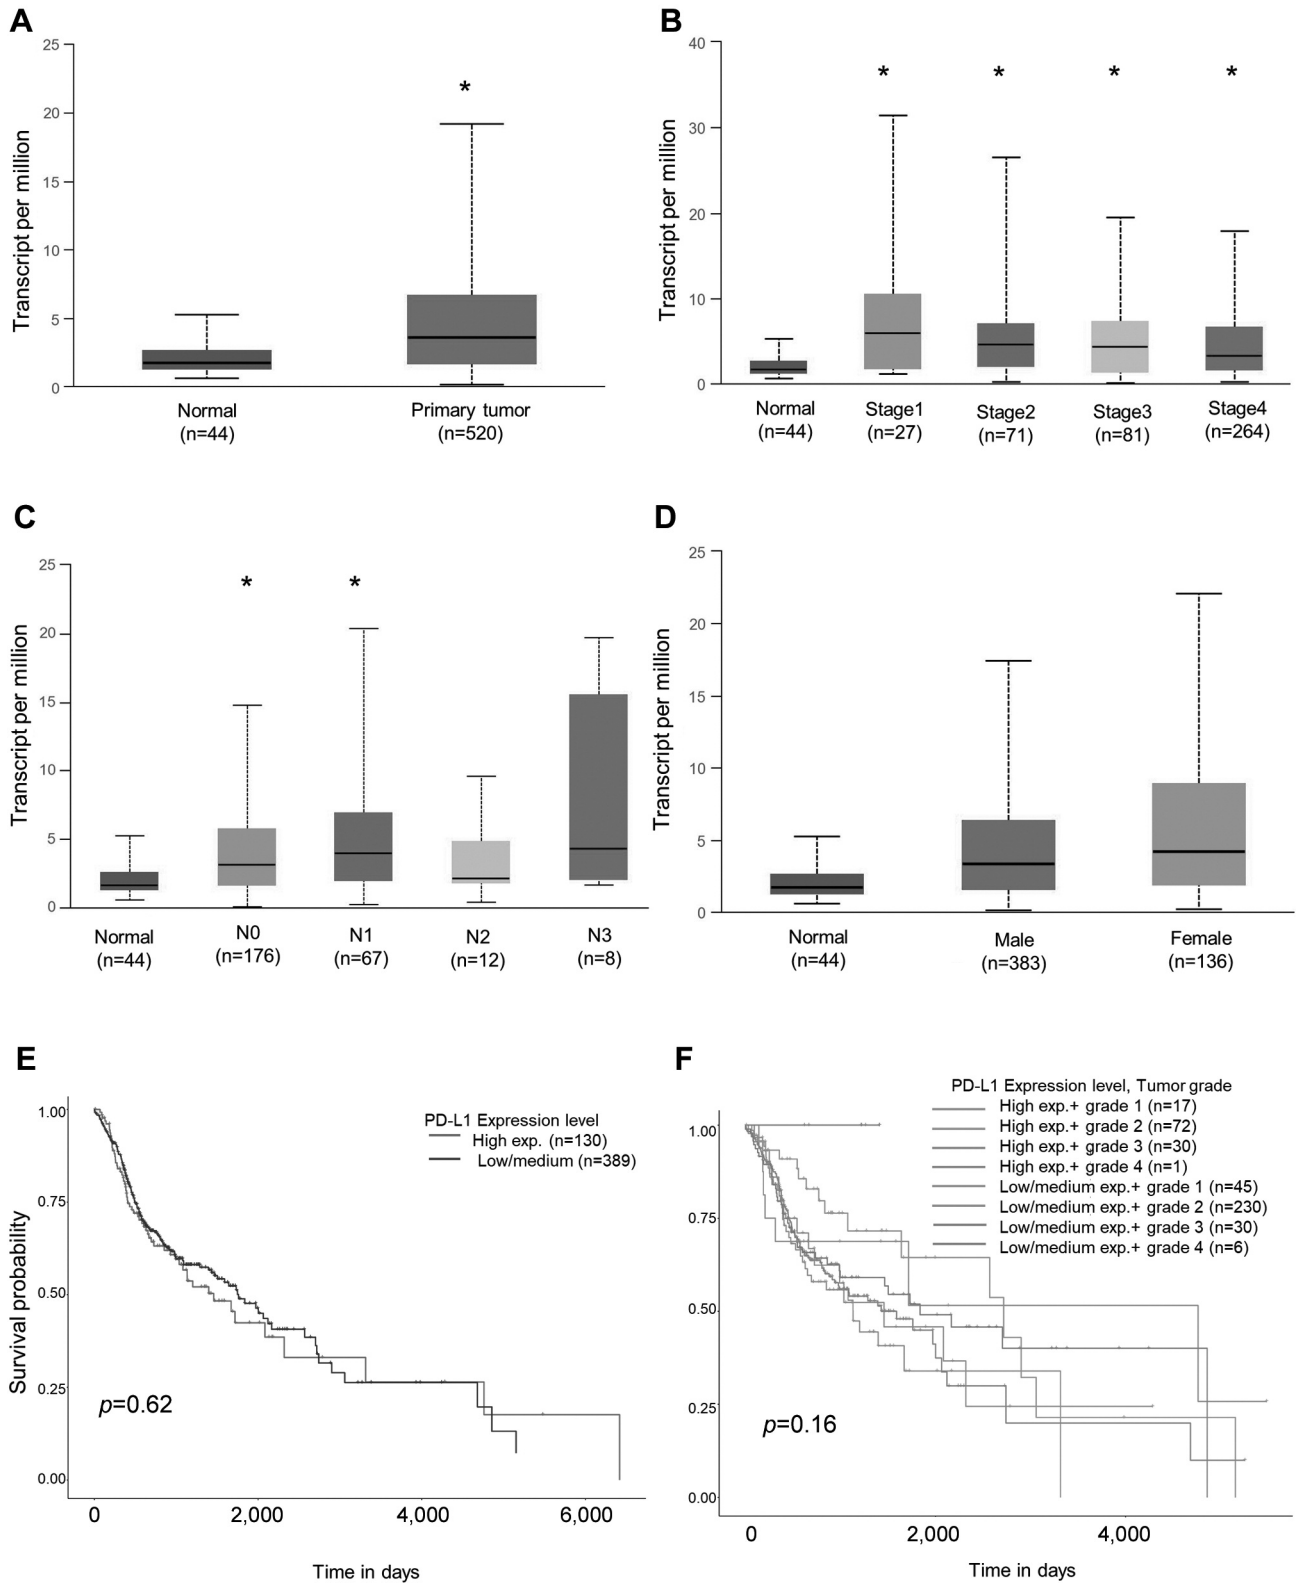 A
25
20
15
10
5
0
Transcript per million
*
Normal
(n=44)
Primary tumor
(n=520)
B
40
30
20
10
0
Transcript per million
* * * *
Normal
(n=44)
Stage1
(n=27)
Stage2
(n=71)
Stage3
(n=81)
Stage4
(n=264)
C
25
20
15
10
5
0
Transcript per million
* *
Normal
(n=44)
N0
(n=176)
N1
(n=67)
N2
(n=12)
N3
(n=8)
D
25
20
15
10
5
0
Transcript per million
Normal
(n=44)
Male
(n=383)
Female
(n=136)
E
1.00
0.75
0.50
0.25
0.00
Survival probability
PD-L1 Expression level
High exp. (n=130)
Low/medium (n=389)
p=0.62
0 2,000 4,000 6,000
Time in days
F
1.00
0.75
0.50
0.25
0.00
PD-L1 Expression level, Tumor grade
High exp.+ grade 1 (n=17)
High exp.+ grade 2 (n=72)
High exp.+ grade 3 (n=30)
High exp.+ grade 4 (n=1)
Low/medium exp.+ grade 1 (n=45)
Low/medium exp.+ grade 2 (n=230)
Low/medium exp.+ grade 3 (n=30)
Low/medium exp.+ grade 4 (n=6)
p=0.16
0 2,000 4,000
Time in days